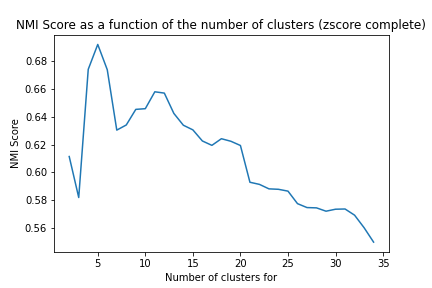 NMI Score as a function of the number of clusters (zscore complete)
NMI Score
0.68
0.66
0.64
0.62
0.60
0.58
0.56
5 10 15 20 25 30 35
Number of clusters for